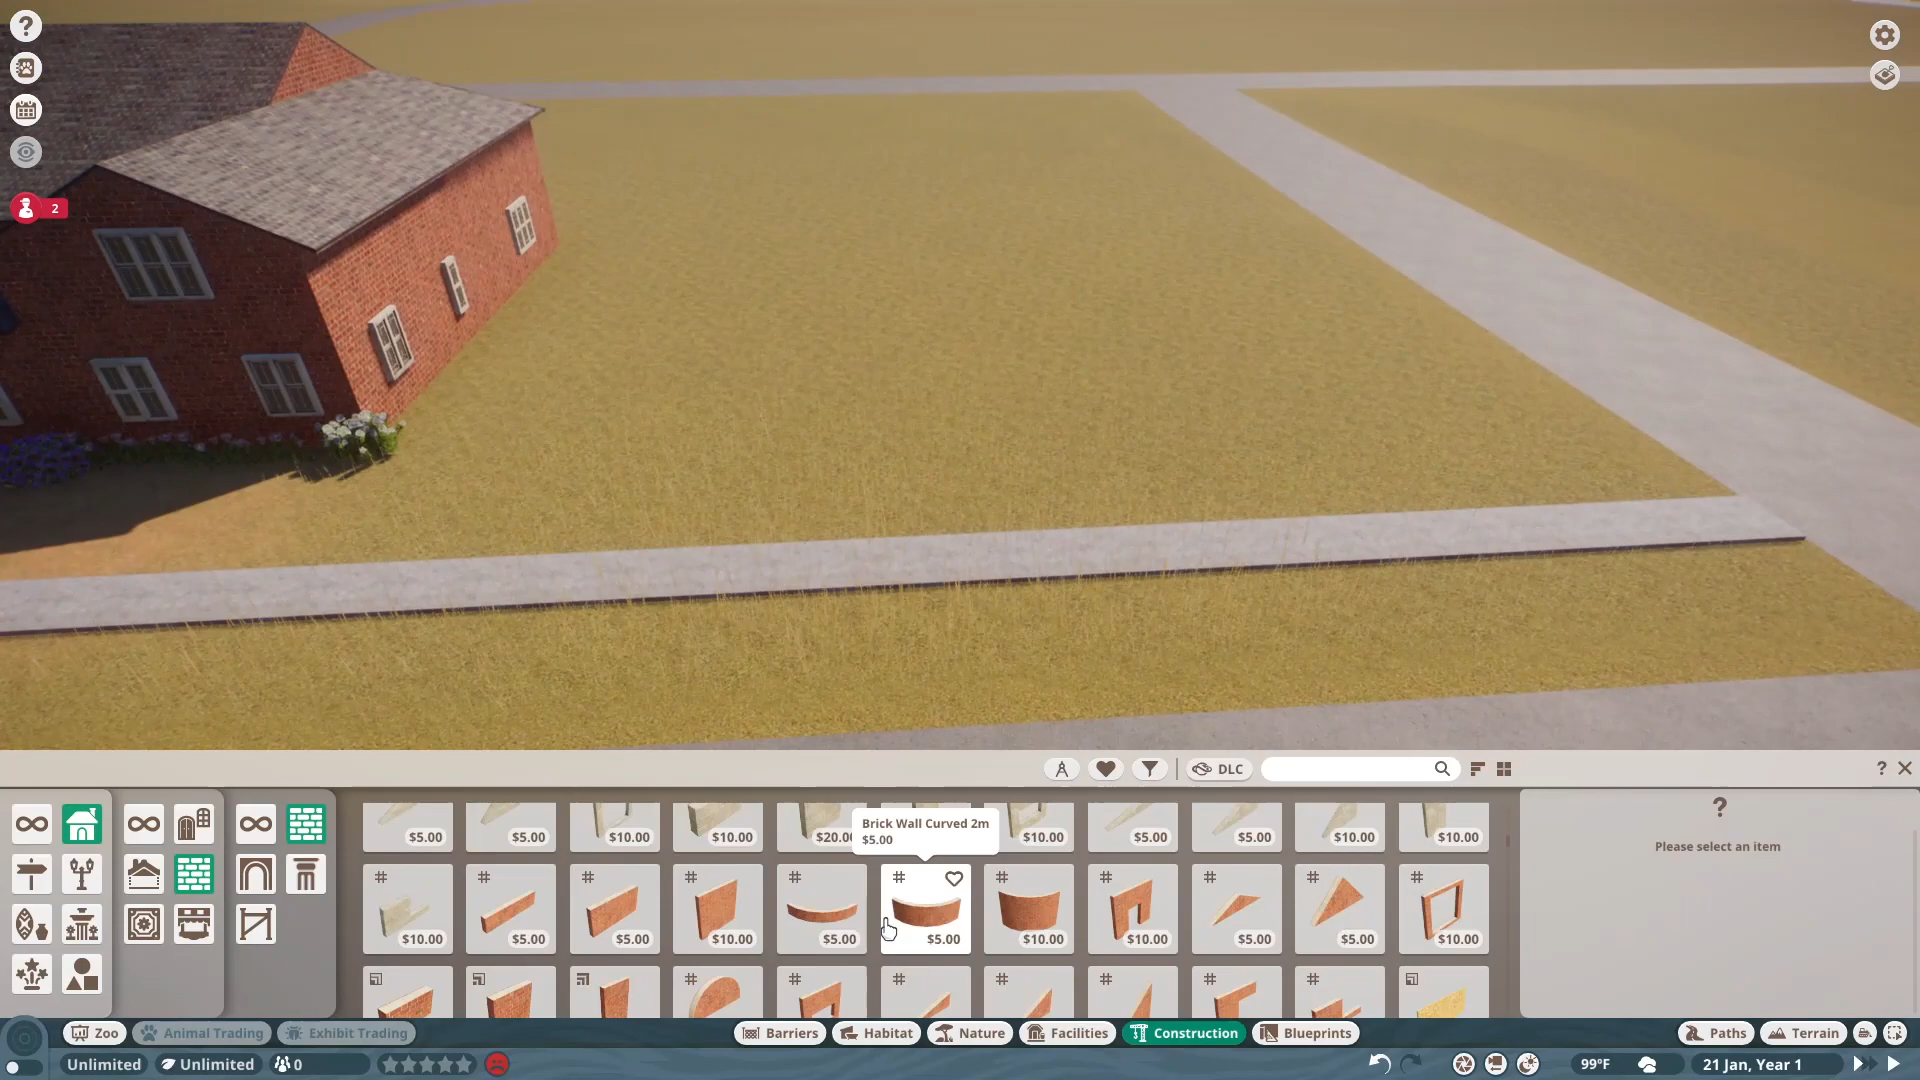 2
DLC
$5.00
$5.00
$10.00
$10.00
$20.00
$10.00
$5.00
$5.00
$10.00
$10.00
Brick Wall Curved 2m
$5.00
Please select an item
$10.00
$5.00
$5.00
$10.00
$5.00
$5.00
$10.00
$10.00
$5.00
$5.00
$10.00
Zoo
Animal Trading
Exhibit Trading
Barriers
Habitat
Nature
Facilities
Construction
Blueprints
Paths
Terrain
Unlimited
Unlimited
0
99°F
21 Jan, Year 1